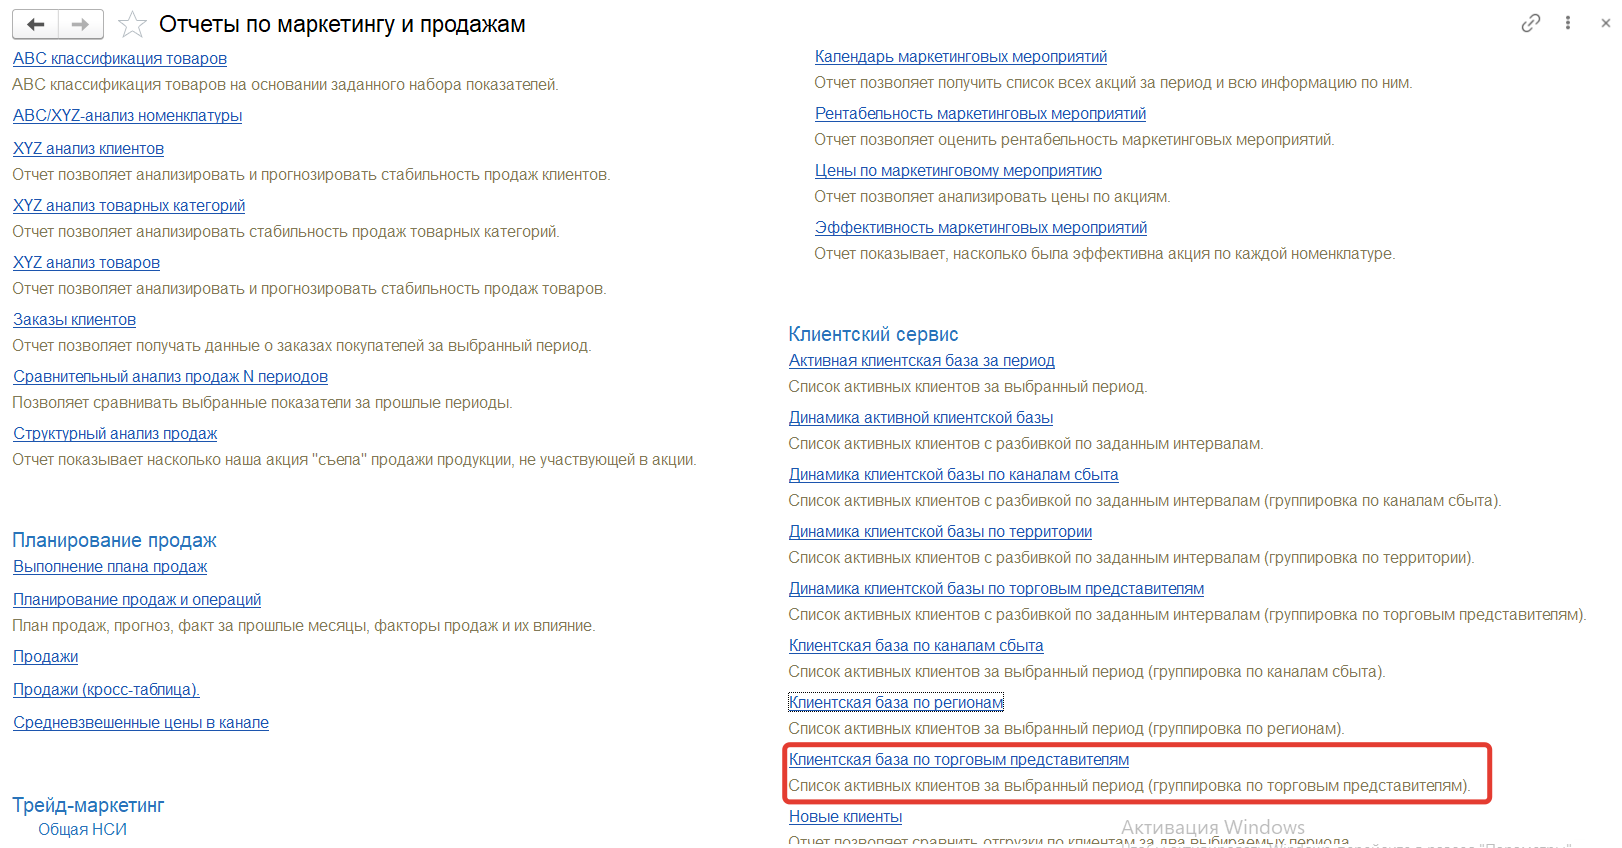 Отчеты по маркетингу и продажам
ABC классификация товаров
ABC классификация товаров на основании заданного набора показателей.
ABC/XYZ-анализ номенклатуры
XYZ анализ клиентов
Отчет позволяет анализировать и прогнозировать стабильность продаж клиентов.
XYZ анализ товарных категорий
Отчет позволяет анализировать стабильность продаж товарных категорий.
XYZ анализ товаров
Отчет позволяет анализировать и прогнозировать стабильность продаж товаров.
Заказы клиентов
Отчет позволяет получать данные о заказах покупателей за выбранный период.
Сравнительный анализ продаж N периодов
Позволяет сравнивать выбранные показатели за прошлые периоды.
Структурный анализ продаж
Отчет показывает насколько наша акция "съела" продажи продукции, не участвующей в акции.
Планирование продаж
Выполнение плана продаж
Планирование продаж и операций
План продаж, прогноз, факт за прошлые месяцы, факторы продаж и их влияние.
Продажи
Продажи (кросс-таблица).
Средневзвешенные цены в канале
Трейд-маркетинг
Общая НСИ
Календарь маркетинговых мероприятий
Отчет позволяет получить список всех акций за период и всю информацию по ним.
Рентабельность маркетинговых мероприятий
Отчет позволяет оценить рентабельность маркетинговых мероприятий.
Цены по маркетинговому мероприятию
Отчет позволяет анализировать цены по акциям.
Эффективность маркетинговых мероприятий
Отчет показывает, насколько была эффективна акция по каждой номенклатуре.
Клиентский сервис
Активная клиентская база за период
Список активных клиентов за выбранный период.
Динамика активной клиентской базы
Список активных клиентов с разбивкой по заданным интервалам.
Динамика клиентской базы по каналам сбыта
Список активных клиентов с разбивкой по заданным интервалам (группировка по каналам сбыта).
Динамика клиентской базы по территории
Список активных клиентов с разбивкой по заданным интервалам (группировка по территории).
Динамика клиентской базы по торговым представителям
Список активных клиентов с разбивкой по заданным интервалам (группировка по торговым представителям).
Клиентская база по каналам сбыта
Список активных клиентов за выбранный период (группировка по каналам сбыта).
Клиентская база по регионам
Список активных клиентов за выбранный период (группировка по регионам).
Клиентская база по торговым представителям
Список активных клиентов за выбранный период (группировка по торговым представителям).
Новые клиенты
Отчет позволяет сравнить отгрузки по клиентам за два выбираемых периода
Активация Windows